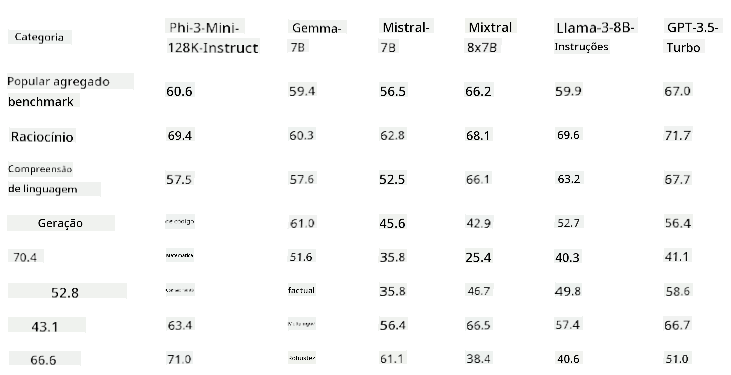 Categoria Phi-3-Mini- Gemma- Mistral- Mixtral Llama-3-8B- GPT-3.5-
128K-Instruct 7B 7B 8x7B Instruções Turbo
Popular agregado
benchmark 60.6 59.4 56.5 66.2 59.9 67.0
Raciocínio 69.4 60.3 62.8 68.1 69.6 71.7
Compreensão
de linguagem 57.5 57.6 52.5 66.1 63.2 67.7
Geração de código 61.0 45.6 42.9 52.7 56.4
70.4 Matemática 51.6 35.8 25.4 40.3 41.1
52.8 factual 35.8 46.7 49.8 58.6
43.1 63.4 Multilíngue 56.4 66.5 57.4 66.7
66.6 71.0 Robustez 61.1 38.4 40.6 51.0